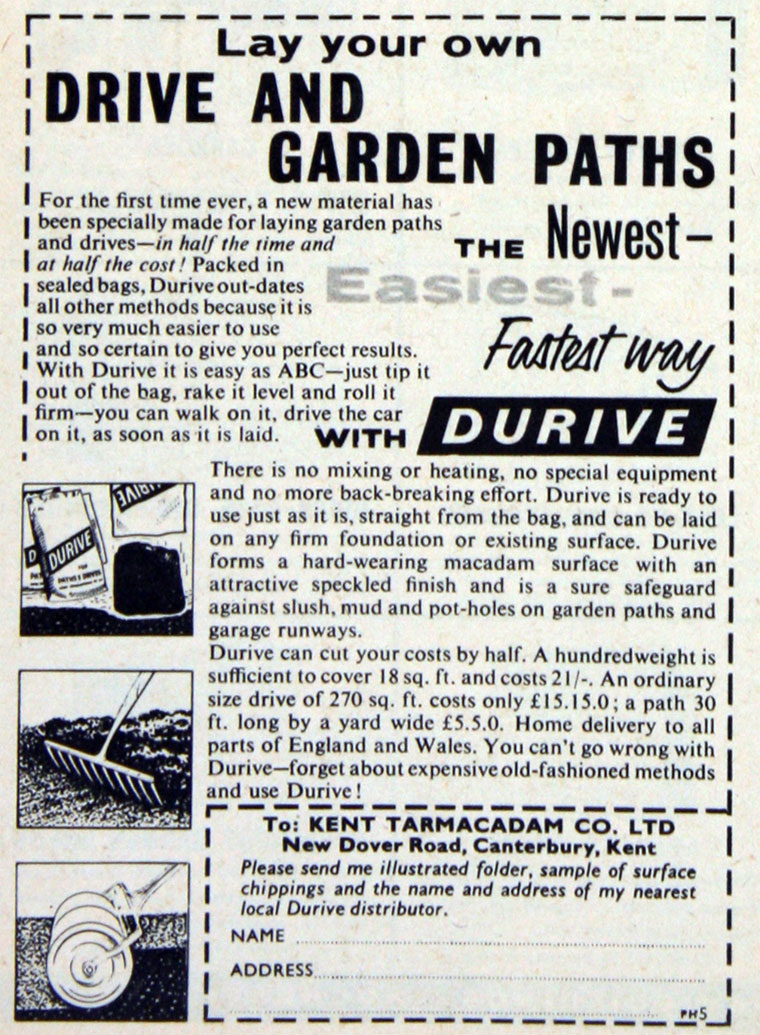 Lay your own
DRIVE AND
GARDEN PATHS
For the first time ever, a new material has
been specially made for laying garden paths
and drives—in half the time and
at half the cost! Packed in
sealed bags, Durive out-dates
all other methods because it is
so very much easier to use
and so certain to give you perfect results.
With Durive it is easy as ABC—just tip it
out of the bag, rake it level and roll it
firm—you can walk on it, drive the car
on it, as soon as it is laid.
THE Newest—
Easiest-
Fastest way
WITH DURIVE
There is no mixing or heating, no special equipment
and no more back-breaking effort. Durive is ready to
use just as it is, straight from the bag, and can be laid
on any firm foundation or existing surface. Durive
forms a hard-wearing macadam surface with an
attractive speckled finish and is a sure safeguard
against slush, mud and pot-holes on garden paths and
garage runways.
Durive can cut your costs by half. A hundredweight is
sufficient to cover 18 sq. ft. and costs 21/-. An ordinary
size drive of 270 sq. ft. costs only £15.15.0; a path 30
ft. long by a yard wide £5.5.0. Home delivery to all
parts of England and Wales. You can't go wrong with
Durive—forget about expensive old-fashioned methods
and use Durive!
DURIVE
D
DURIVE
FOR
PATHS & DRIVES
PAT
To: KENT TARMACADAM CO. LTD
New Dover Road, Canterbury, Kent
Please send me illustrated folder, sample of surface
chippings and the name and address of my nearest
local Durive distributor.
NAME
ADDRESS
PH5